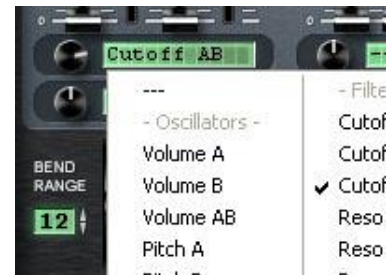 Cutoff AB
---
- Oscillators -
Volume A
Volume B
Volume AB
Pitch A
BEND
RANGE
12
- Filte
Cutof
Cutof
✓ Cutof
Reso
Reso